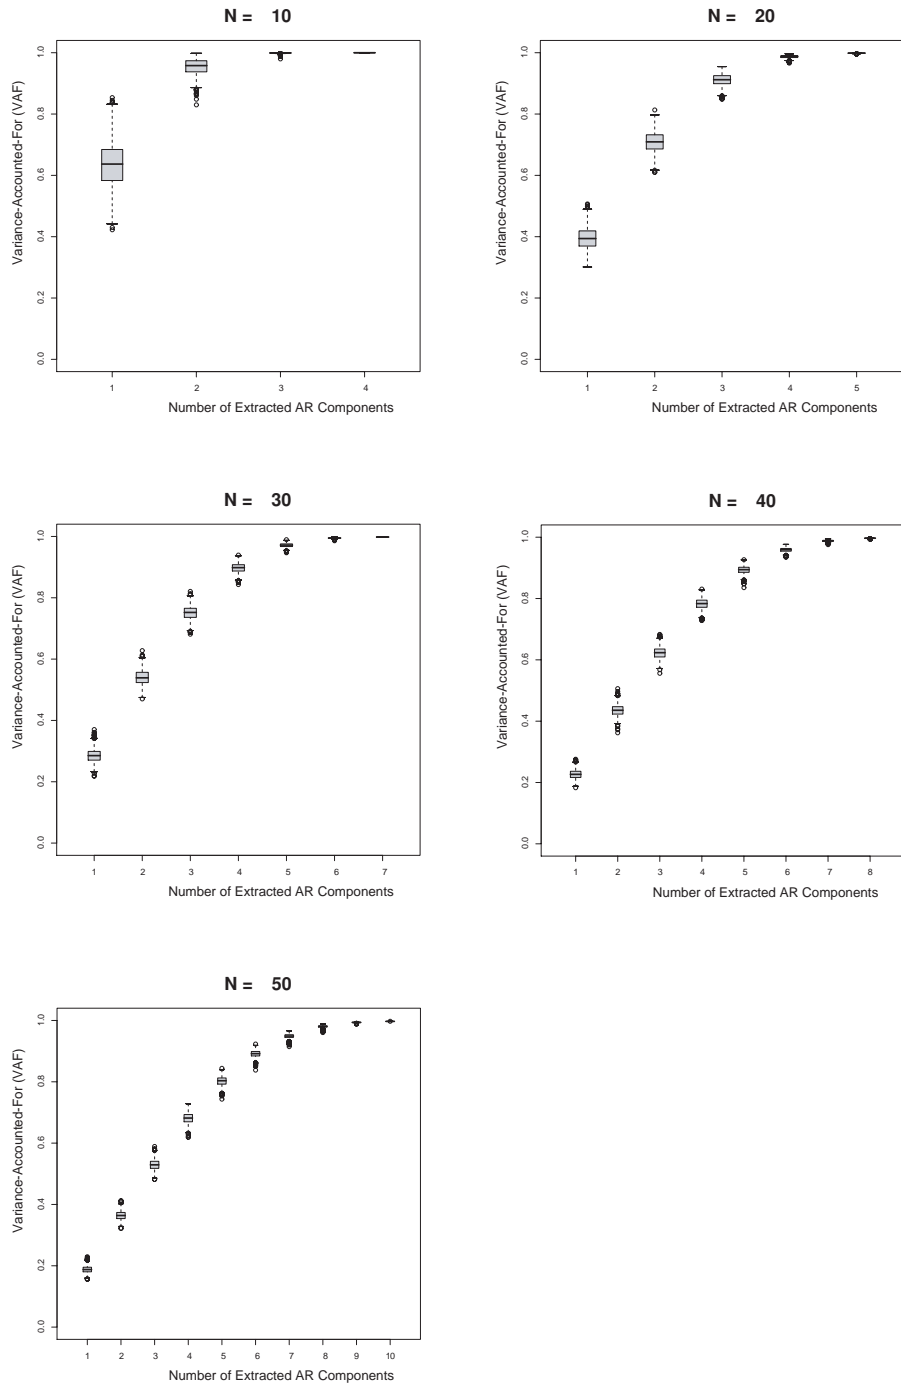 N = 10
Variance-Accounted-For (VAF)
1.0
0.8
0.6
0.4
0.2
0.0
1 2 3 4
Number of Extracted AR Components
N = 20
Variance-Accounted-For (VAF)
1.0
0.8
0.6
0.4
0.2
0.0
1 2 3 4 5
Number of Extracted AR Components
N = 30
Variance-Accounted-For (VAF)
1.0
0.8
0.6
0.4
0.2
0.0
1 2 3 4 5 6 7
Number of Extracted AR Components
N = 40
Variance-Accounted-For (VAF)
1.0
0.8
0.6
0.4
0.2
0.0
1 2 3 4 5 6 7 8
Number of Extracted AR Components
N = 50
Variance-Accounted-For (VAF)
1.0
0.8
0.6
0.4
0.2
0.0
1 2 3 4 5 6 7 8 9 10
Number of Extracted AR Components